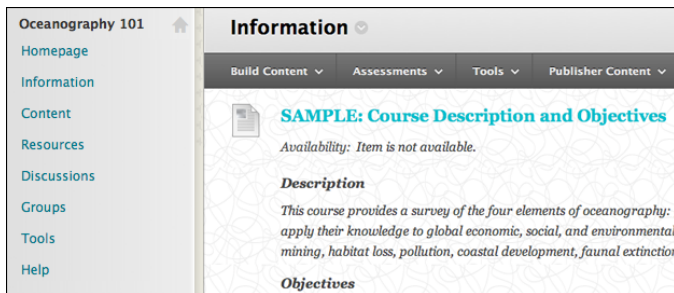 Oceanography 101
Homepage
Information
Content
Resources
Discussions
Groups
Tools
Help
Information
Build Content Assessments Tools Publisher Content
SAMPLE: Course Description and Objectives
Availability: Item is not available.
Description
This course provides a survey of the four elements of oceanography:
apply their knowledge to global economic, social, and environmental
mining, habitat loss, pollution, coastal development, faunal extinction
Objectives